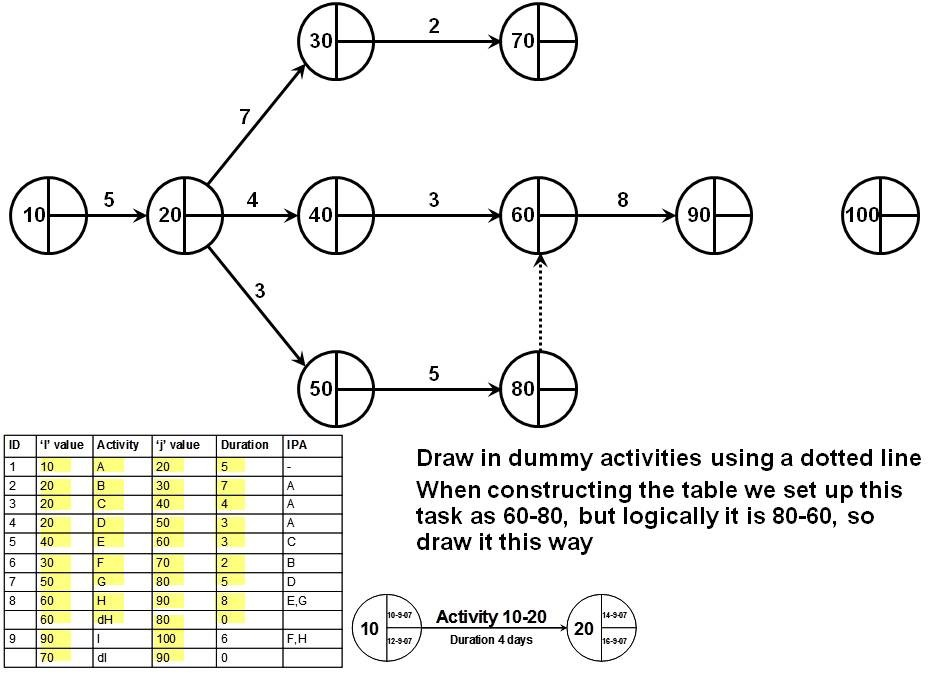 30 2 70
7
10 5 20 4 40 3 60 8 90 100
3
50 5 80
ID ‘I’ value Activity ‘j’ value Duration IPA
1 10 A 20 5 -
2 20 B 30 7 A
3 20 C 40 4 A
4 20 D 50 3 A
5 40 E 60 3 C
6 30 F 70 2 B
7 50 G 80 5 D
8 60 H 90 8 E,G
60 dH 80 0
9 90 I 100 6 F,H
70 dI 90 0
Draw in dummy activities using a dotted line
When constructing the table we set up this
task as 60-80, but logically it is 80-60, so
draw it this way
10 10-9-07 12-9-07
Activity 10-20
Duration 4 days
20 14-9-07 16-9-07